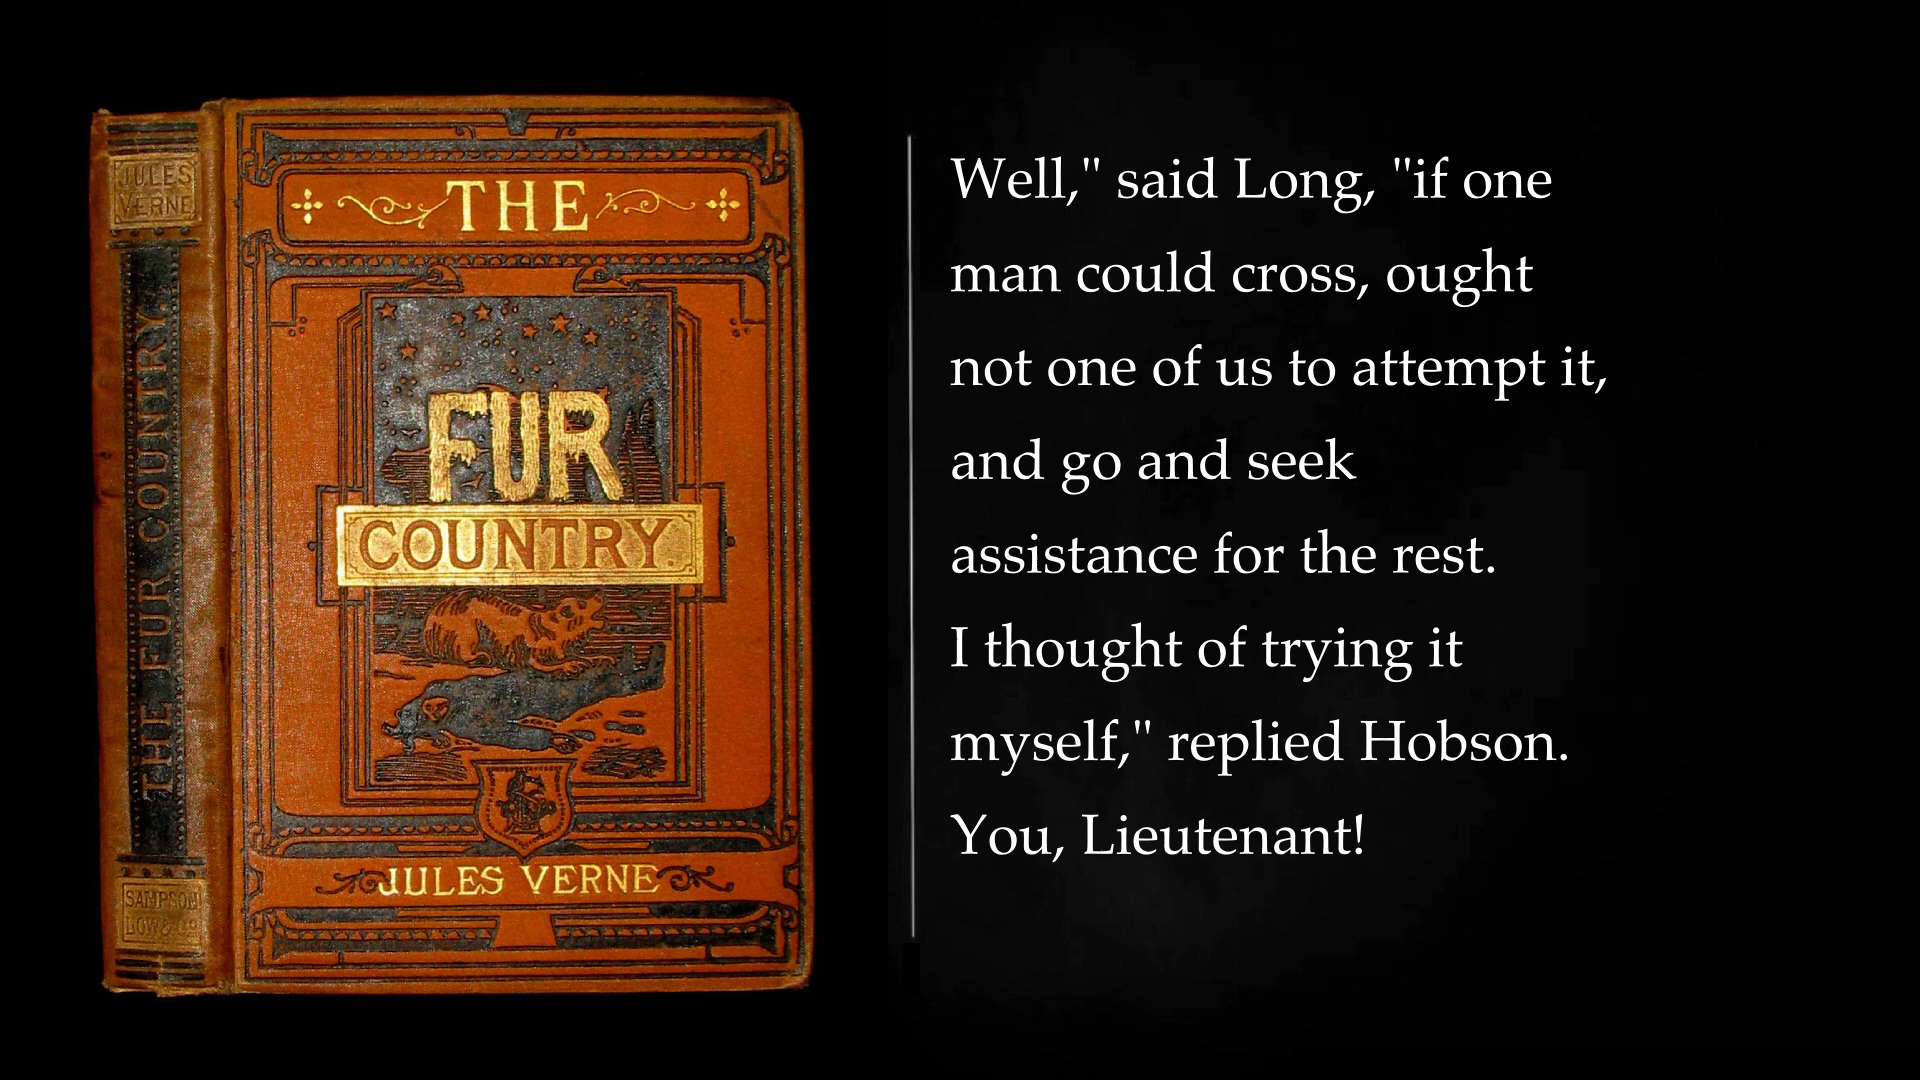 JULES
VERNE
THE FUR COUNTRY.
SAMPSON
LOW & Co
THE
FUR
COUNTRY.
JULES VERNE
Well," said Long, "if one
man could cross, ought
not one of us to attempt it,
and go and seek
assistance for the rest.
I thought of trying it
myself," replied Hobson.
You, Lieutenant!